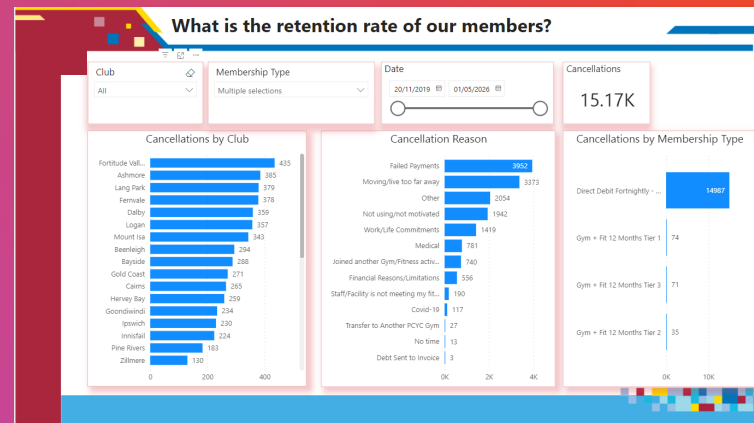 What is the retention rate of our members?
Club
All
Membership Type
Multiple selections
Date
20/11/2019
01/05/2026
Cancellations
15.17K
Cancellations by Club
Fortitude Vall... 435
Ashmore 385
Lang Park 379
Fernvale 378
Dalby 359
Logan 357
Mount Isa 343
Beenleigh 294
Bayside 288
Gold Coast 271
Cairns 265
Hervey Bay 259
Goondiwindi 234
Ipswich 230
Innisfail 224
Pine Rivers 183
Zillmere 130
0 200 400
Cancellation Reason
Failed Payments 3952
Moving/live too far away 3373
Other 2054
Not using/not motivated 1942
Work/Life Commitments 1419
Medical 781
Joined another Gym/Fitness activ... 740
Financial Reasons/Limitations 556
Staff/Facility is not meeting my fit... 190
Covid-19 117
Transfer to Another PCYC Gym 27
No time 13
Debt Sent to Invoice 3
0K 2K 4K
Cancellations by Membership Type
Direct Debit Fortnightly - ... 14987
Gym + Fit 12 Months Tier 1 74
Gym + Fit 12 Months Tier 3 71
Gym + Fit 12 Months Tier 2 35
0K 10K